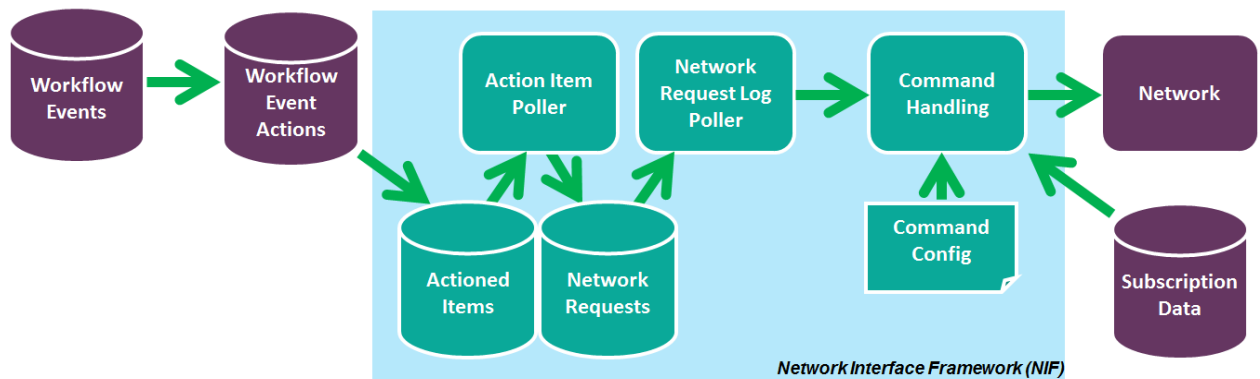 Workflow
Events
Workflow
Event
Actions
Action Item
Poller
Network
Request Log
Poller
Command
Handling
Network
Actioned
Items
Network
Requests
Command
Config
Subscription
Data
Network Interface Framework (NIF)